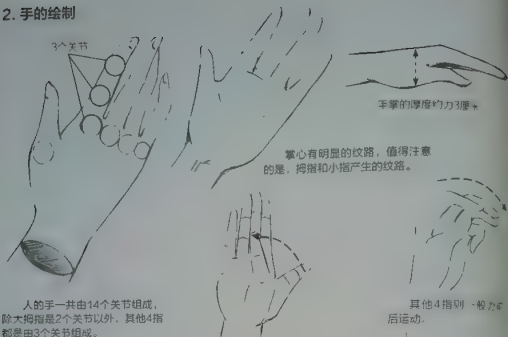 2. 手的绘制
3个关节
手掌的厚度约为3厘米
掌心有明显的纹路，值得注意
的是，拇指和小指产生的纹路。
人的手一共由14个关节组成，
除大拇指是2个关节以外，其他4指
都是由3个关节组成。
其他4指则一般
后运动.